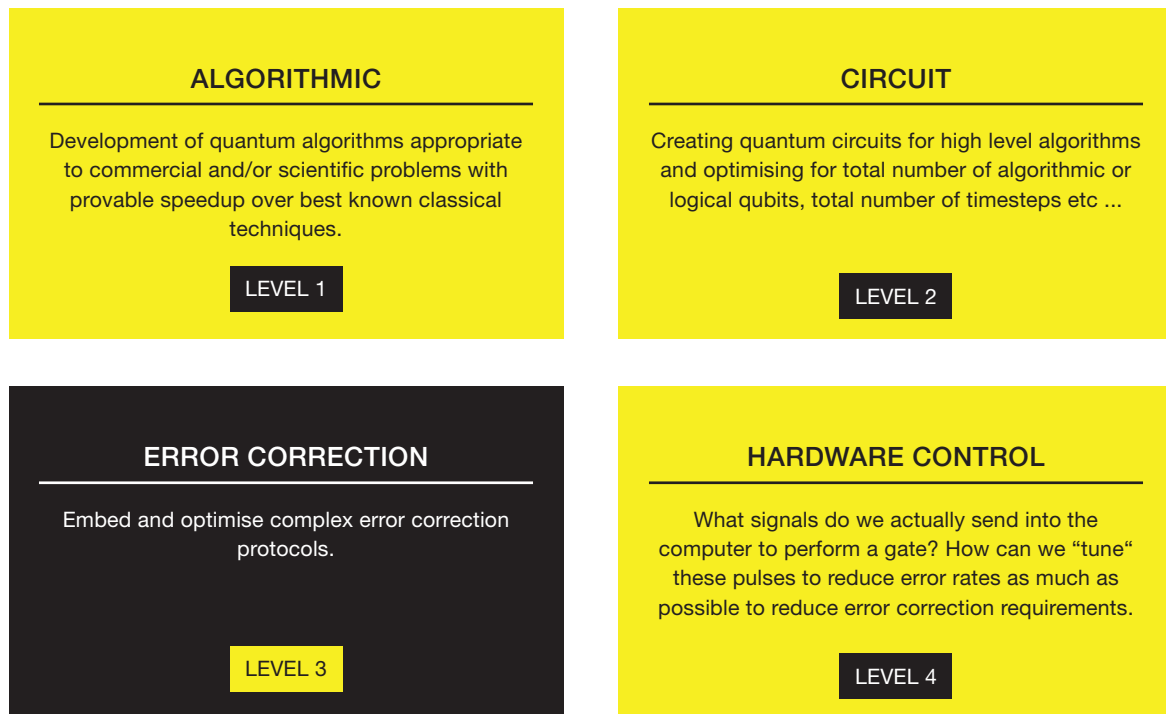 ALGORITHMIC
Development of quantum algorithms appropriate
to commercial and/or scientific problems with
provable speedup over best known classical
techniques.
LEVEL 1
CIRCUIT
Creating quantum circuits for high level algorithms
and optimising for total number of algorithmic or
logical qubits, total number of timesteps etc ...
LEVEL 2
ERROR CORRECTION
Embed and optimise complex error correction
protocols.
LEVEL 3
HARDWARE CONTROL
What signals do we actually send into the
computer to perform a gate? How can we “tune“
these pulses to reduce error rates as much as
possible to reduce error correction requirements.
LEVEL 4